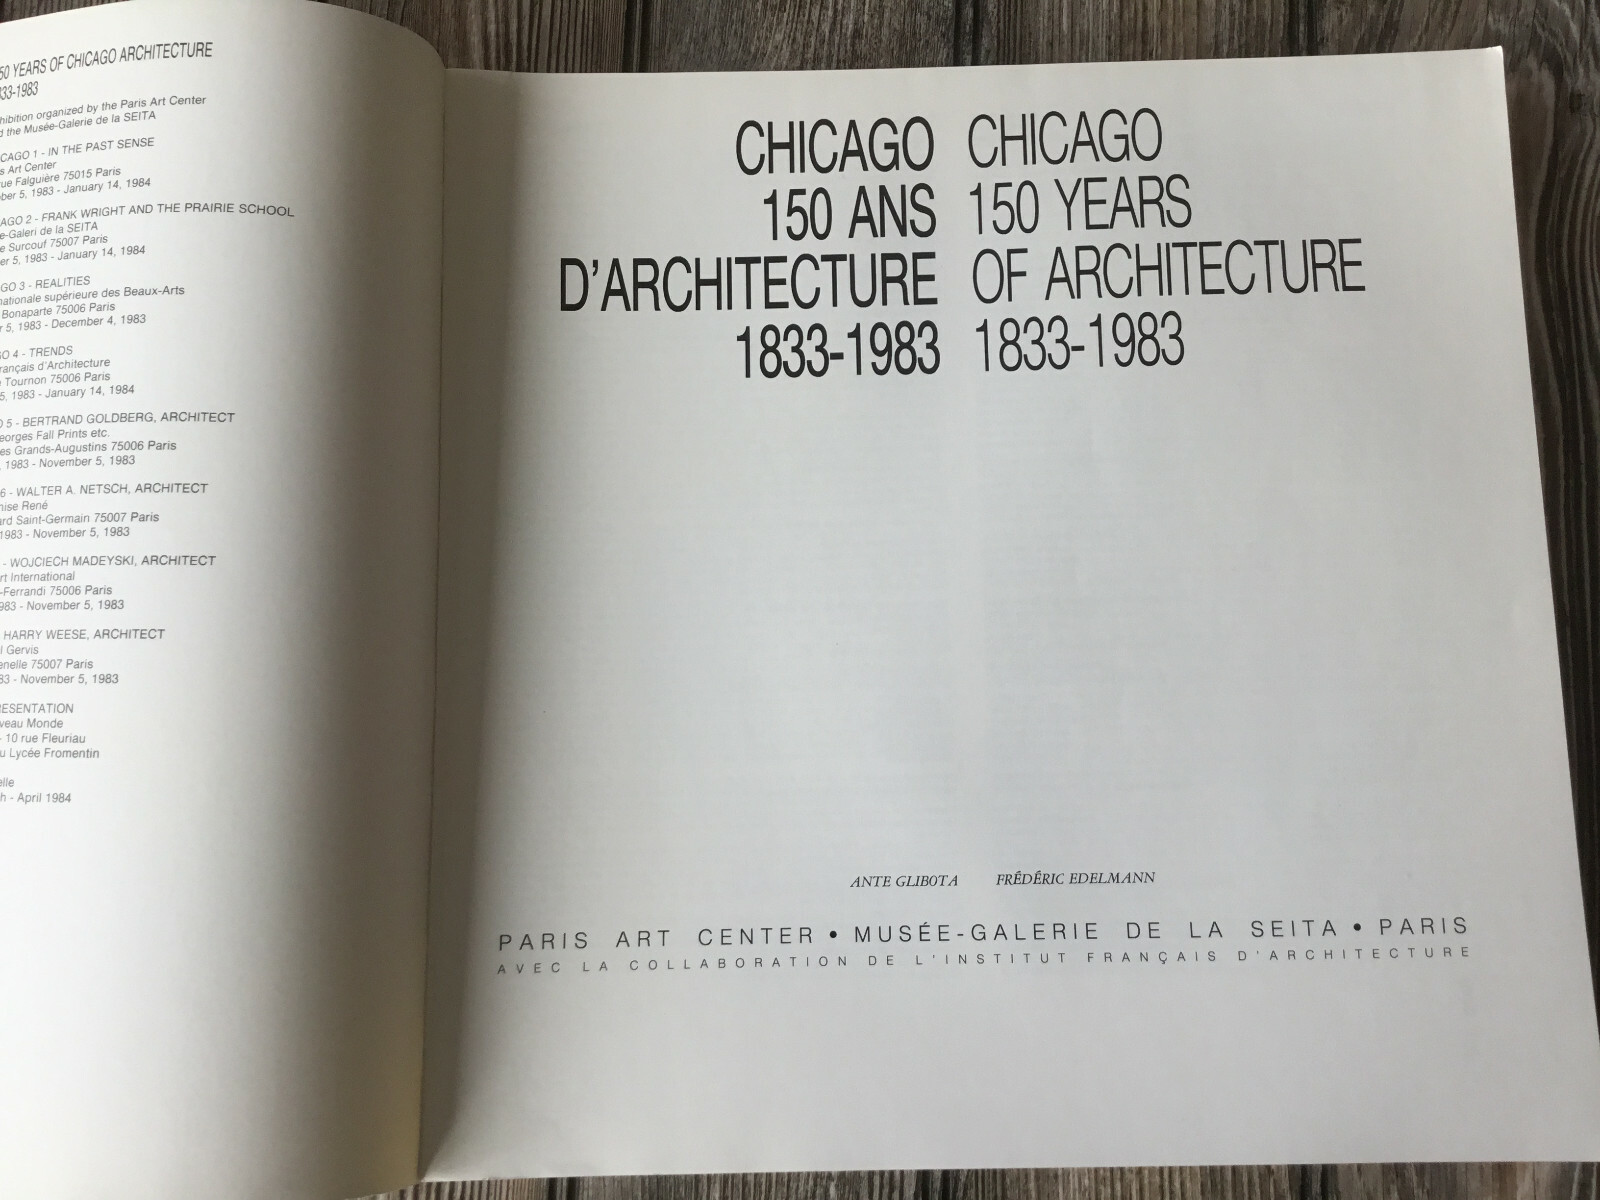 50 YEARS OF CHICAGO ARCHITECTURE
33-1983
hibition organized by the Paris Art Center
d the Musée-Galerie de la SEITA
CAGO 1 - IN THE PAST SENSE
s Art Center
ue Falguière 75015 Paris
ber 5, 1983 - January 14, 1984
AGO 2 - FRANK WRIGHT AND THE PRAIRIE SCHOOL
e-Galeri de la SEITA
e Surcouf 75007 Paris
er 5, 1983 - January 14, 1984
GO 3 - REALITIES
nationale supérieure des Beaux-Arts
Bonaparte 75006 Paris
r 5, 1983 - December 4, 1983
GO 4 - TRENDS
rançais d'Architecture
e Tournon 75006 Paris
5, 1983 - January 14, 1984
O 5 - BERTRAND GOLDBERG, ARCHITECT
eorges Fall Prints etc.
es Grands-Augustins 75006 Paris
, 1983 - November 5, 1983
6 - WALTER A. NETSCH, ARCHITECT
nise René
ard Saint-Germain 75007 Paris
1983 - November 5, 1983
- WOJCIECH MADEYSKI, ARCHITECT
rt International
-Ferrandi 75006 Paris
983 - November 5, 1983
HARRY WEESE, ARCHITECT
l Gervis
enelle 75007 Paris
83 - November 5, 1983
RESENTATION
veau Monde
- 10 rue Fleuriau
u Lycée Fromentin
elle
h - April 1984
CHICAGO
150 ANS
D'ARCHITECTURE
1833-1983
CHICAGO
150 YEARS
OF ARCHITECTURE
1833-1983
ANTE GLIBOTA FRÉDÉRIC EDELMANN
PARIS ART CENTER • MUSÉE-GALERIE DE LA SEITA • PARIS
AVEC LA COLLABORATION DE L'INSTITUT FRANÇAIS D'ARCHITECTURE